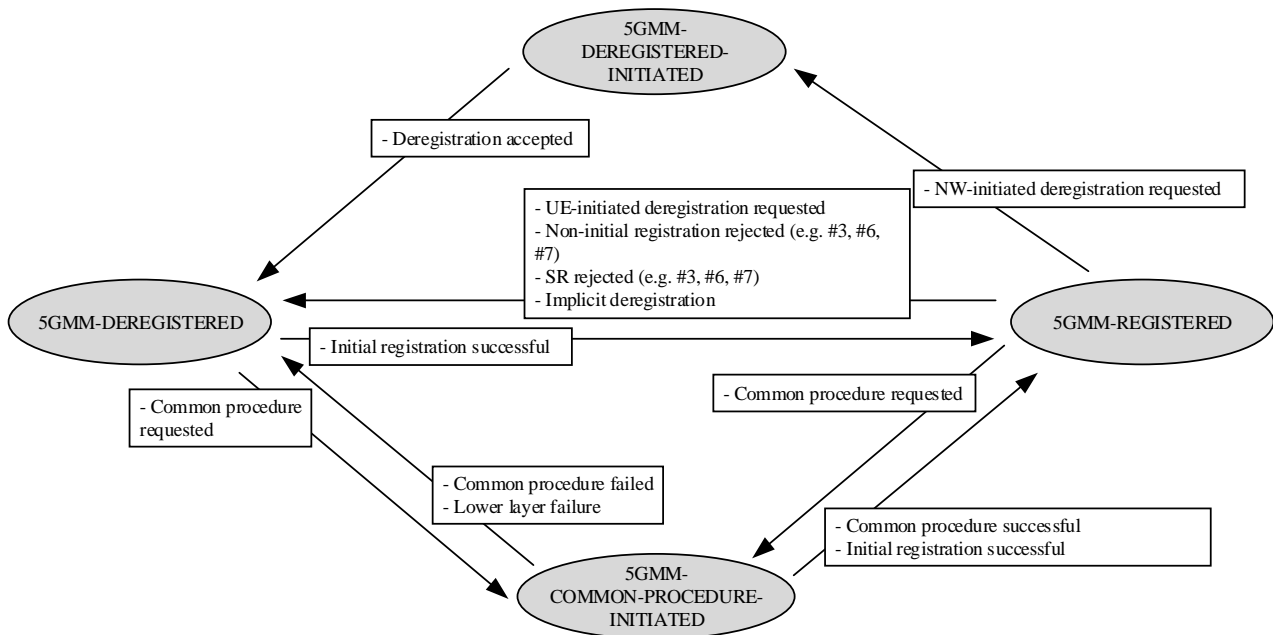 5GMM-
DEREGISTERED-
INITIATED
- Deregistration accepted
- NW-initiated deregistration requested
- UE-initiated deregistration requested
- Non-initial registration rejected (e.g. #3, #6,
#7)
- SR rejected (e.g. #3, #6, #7)
- Implicit deregistration
5GMM-DEREGISTERED
5GMM-REGISTERED
- Initial registration successful
- Common procedure
requested
- Common procedure requested
- Common procedure failed
- Lower layer failure
- Common procedure successful
- Initial registration successful
5GMM-
COMMON-PROCEDURE-
INITIATED